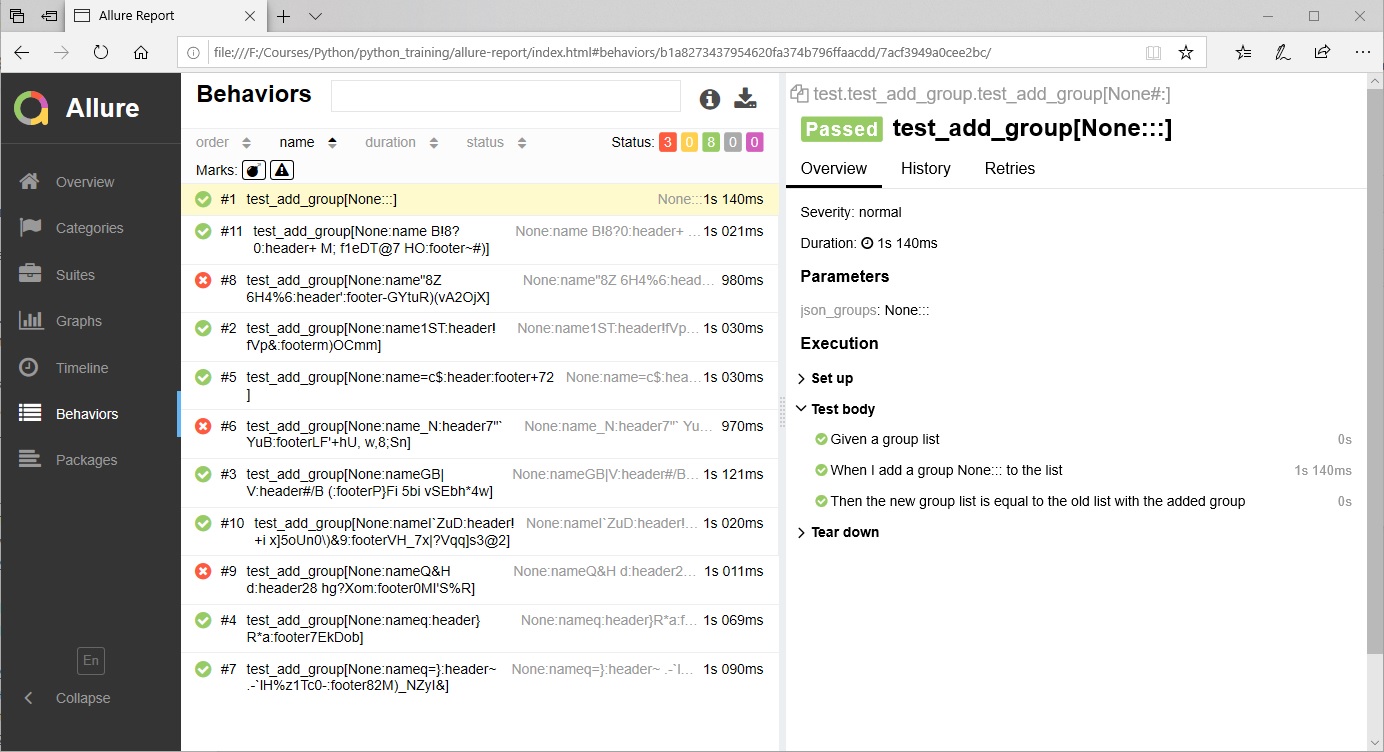 Allure Report
file:///F:/Courses/Python/python_training/allure-report/index.html#behaviors/b1a8273437954620fa374b796ffaacdd/7acf3949a0cee2bc/
Allure
Overview
Categories
Suites
Graphs
Timeline
Behaviors
Packages
En
Collapse
Behaviors
order name duration status Status: 3 0 8 0 0
Marks:
#1 test_add_group[None:::] None:::1s 140ms
#11 test_add_group[None:name B!8? None:name B!8?0:header+ ... 1s 021ms
0:header+ M; f1eDT@7 HO:footer~#)]
#8 test_add_group[None:name"8Z None:name"8Z 6H4%6:head... 980ms
6H4%6:header':footer-GYtuR)(vA2OjX]
#2 test_add_group[None:name1ST:header! None:name1ST:header!fVp... 1s 030ms
fVp&:footerm)OCmm]
#5 test_add_group[None:name=c$:header:footer+72 None:name=c$:hea... 1s 030ms
]
#6 test_add_group[None:name_N:header7"` None:name_N:header7"` Yu... 970ms
YuB:footerLF'+hU, w,8;Sn]
#3 test_add_group[None:nameGB| None:nameGB|V:header#/B... 1s 121ms
V:header#/B (:footerP}Fi 5bi vSEbh*4w]
#10 test_add_group[None:nameI`ZuD:header! None:nameI`ZuD:header!... 1s 020ms
+i x]5oUn0\)&9:footerVH_7x|?Vqq]s3@2]
#9 test_add_group[None:nameQ&H None:nameQ&H d:header2... 1s 011ms
d:header28 hg?Xom:footer0MI'S%R]
#4 test_add_group[None:nameq:header} None:nameq:header}R*a:f... 1s 069ms
R*a:footer7EkDob]
#7 test_add_group[None:nameq=}:header~ None:nameq=}:header~ .-`I... 1s 090ms
.-`IH%z1Tc0-:footer82M)_NZyI&]
test.test_add_group.test_add_group[None#:]
Passed test_add_group[None:::]
Overview History Retries
Severity: normal
Duration: 1s 140ms
Parameters
json_groups: None:::
Execution
Set up
Test body
Given a group list 0s
When I add a group None::: to the list 1s 140ms
Then the new group list is equal to the old list with the added group 0s
Tear down